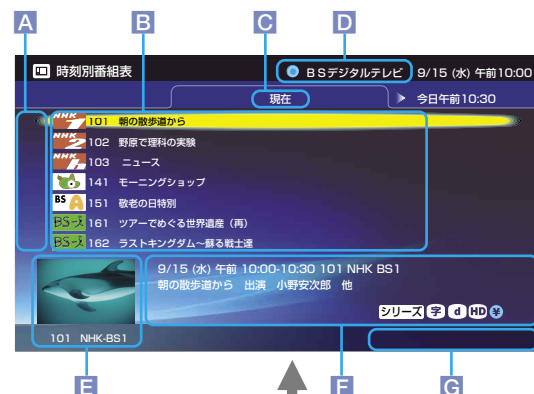 A B C D
時刻別番組表 BSデジタルテレビ 9/15 (水) 午前10:00
現在 今日午前10:30
NHK 1 101 朝の散歩道から
NHK 2 102 野原で理科の実験
NHK h 103 ニュース
141 モーニングショップ
BS A 151 敬老の日特別
BS-i 161 ツアーでめぐる世界遺産（再）
BS-i 162 ラストキングダム〜蘇る戦士達
9/15 (水) 午前 10:00-10:30 101 NHK BS1
朝の散歩道から 出演 小野安次郎 他
シリーズ 字 d HD ¥
101 NHK-BS1
E F G